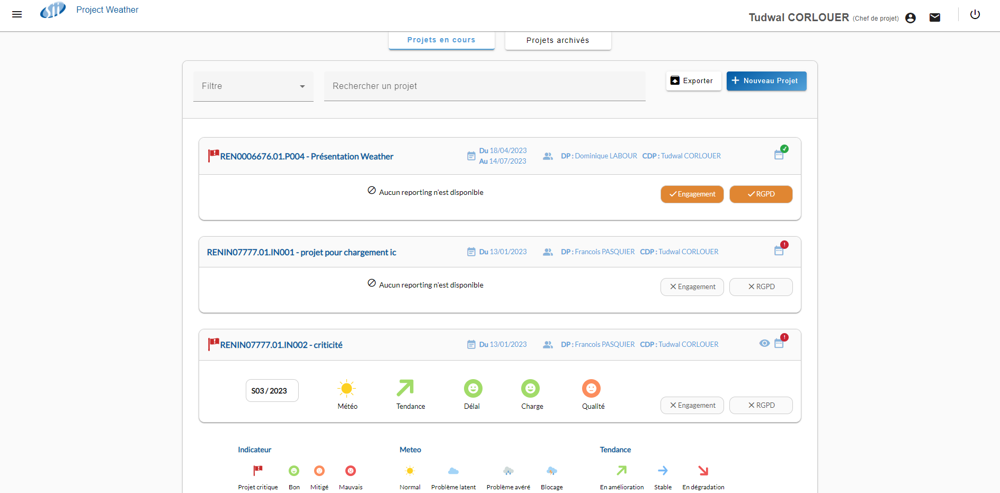 Project Weather
Tudwal CORLOUER (Chef de projet)
Projets en cours
Projets archivés
Filtre
Rechercher un projet
Exporter
Nouveau Projet
REN0006676.01.P004 - Présentation Weather
Du 18/04/2023
Au 14/07/2023
DP : Dominique LABOUR CDP : Tudwal CORLOUER
Aucun reporting n'est disponible
Engagement
RGPD
RENIN07777.01.IN001 - projet pour chargement ic
Du 13/01/2023
DP : Francois PASQUIER CDP : Tudwal CORLOUER
Aucun reporting n'est disponible
Engagement
RGPD
RENIN07777.01.IN002 - criticité
Du 13/01/2023
DP : Francois PASQUIER CDP : Tudwal CORLOUER
S03 / 2023
Météo
Tendance
Délai
Charge
Qualité
Engagement
RGPD
Indicateur
Projet critique
Bon
Mitigé
Mauvais
Meteo
Normal
Problème latent
Problème avéré
Blocage
Tendance
En amélioration
Stable
En dégradation